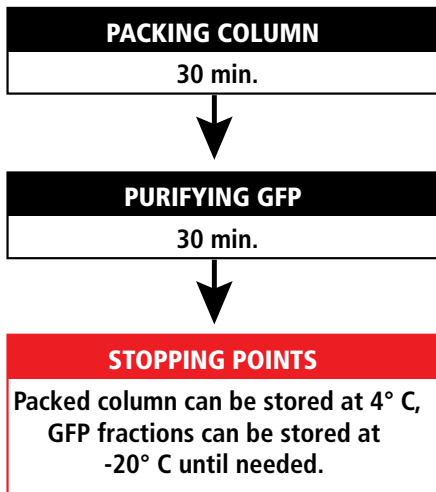 PACKING COLUMN
30 min.
PURIFYING GFP
30 min.
STOPPING POINTS
Packed column can be stored at 4° C,
GFP fractions can be stored at
-20° C until needed.